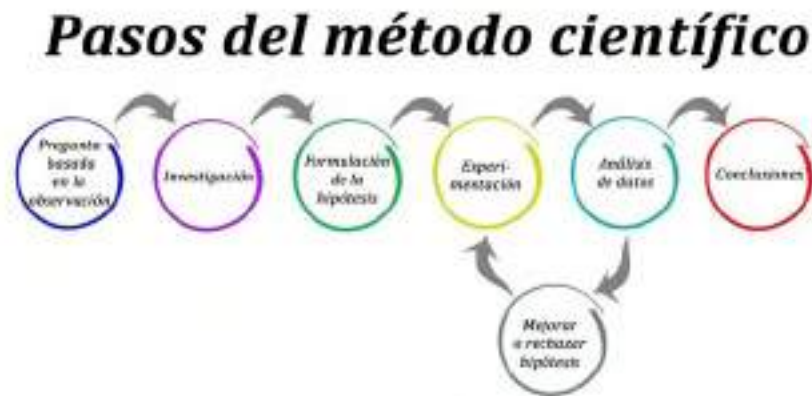 Pasos del método científico
Pregunta
basada
en la
observación
Investigación
Formulación
de la
hipótesis
Experi-
mentación
Análisis
de datos
Conclusiones
Mejorar
o rechazar
hipótesis